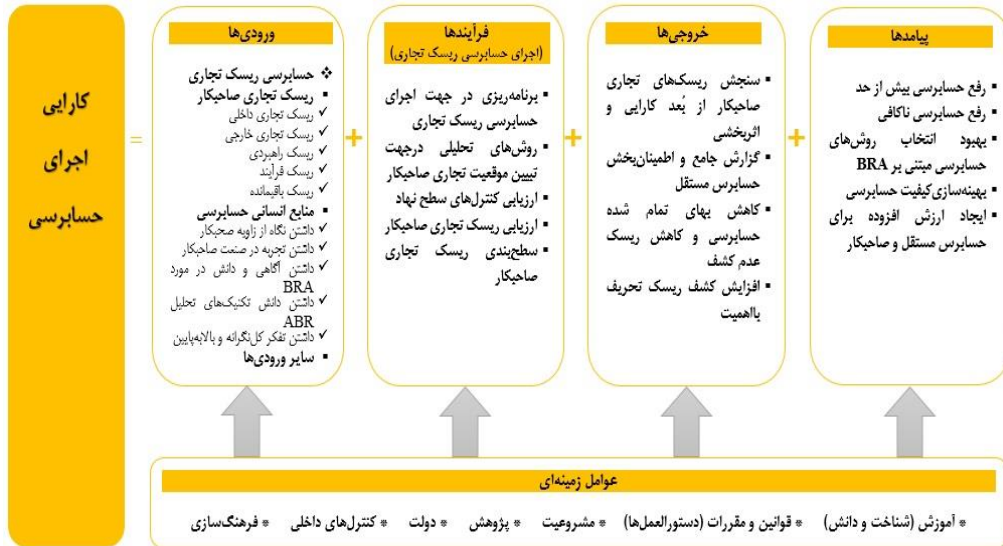 کارایی
اجرای
حسابرسی
=
ورودی‌ها
❖ حسابرسی ریسک تجاری
▪ ریسک تجاری صاحبکار
✓ ریسک تجاری داخلی
✓ ریسک تجاری خارجی
✓ ریسک راهبردی
✓ ریسک فرآیند
✓ ریسک باقیمانده
▪ منابع انسانی حسابرسی
✓ داشتن نگاه از زاویه صحبکار
✓ داشتن تجربه در صنعت صاحبکار
✓ داشتن آگاهی و دانش در مورد
BRA
✓ داشتن دانش تکنیک‌های تحلیل
ABR
✓ داشتن تفکر کل‌نگرانه و بالابه‌پایین
▪ سایر ورودی‌ها
+
فرآیندها
(اجرای حسابرسی ریسک تجاری)
▪ برنامه‌ریزی در جهت اجرای
حسابرسی ریسک تجاری
▪ روش‌های تحلیلی درجهت
تبیین موقعیت تجاری صاحبکار
▪ ارزیابی کنترل‌های سطح نهاد
▪ ارزیابی ریسک تجاری صاحبکار
▪ سطح‌بندی ریسک تجاری
صاحبکار
+
خروجی‌ها
▪ سنجش ریسک‌های تجاری
صاحبکار از بُعد کارایی و
اثربخشی
▪ گزارش جامع و اطمینان‌بخش
حسابرس مستقل
▪ کاهش بهای تمام شده
حسابرسی و کاهش ریسک
عدم کشف
▪ افزایش کشف ریسک تحریف
بااهمیت
+
پیامدها
▪ رفع حسابرسی بیش از حد
▪ رفع حسابرسی ناکافی
▪ بهبود انتخاب روش‌های
حسابرسی مبتنی بر BRA
▪ بهینه‌سازی کیفیت حسابرسی
▪ ایجاد ارزش افزوده برای
حسابرس مستقل و صاحبکار
عوامل زمینه‌ای
* آموزش (شناخت و دانش) * قوانین و مقررات (دستورالعمل‌ها) * مشروعیت * پژوهش * دولت * کنترل‌های داخلی * فرهنگ‌سازی